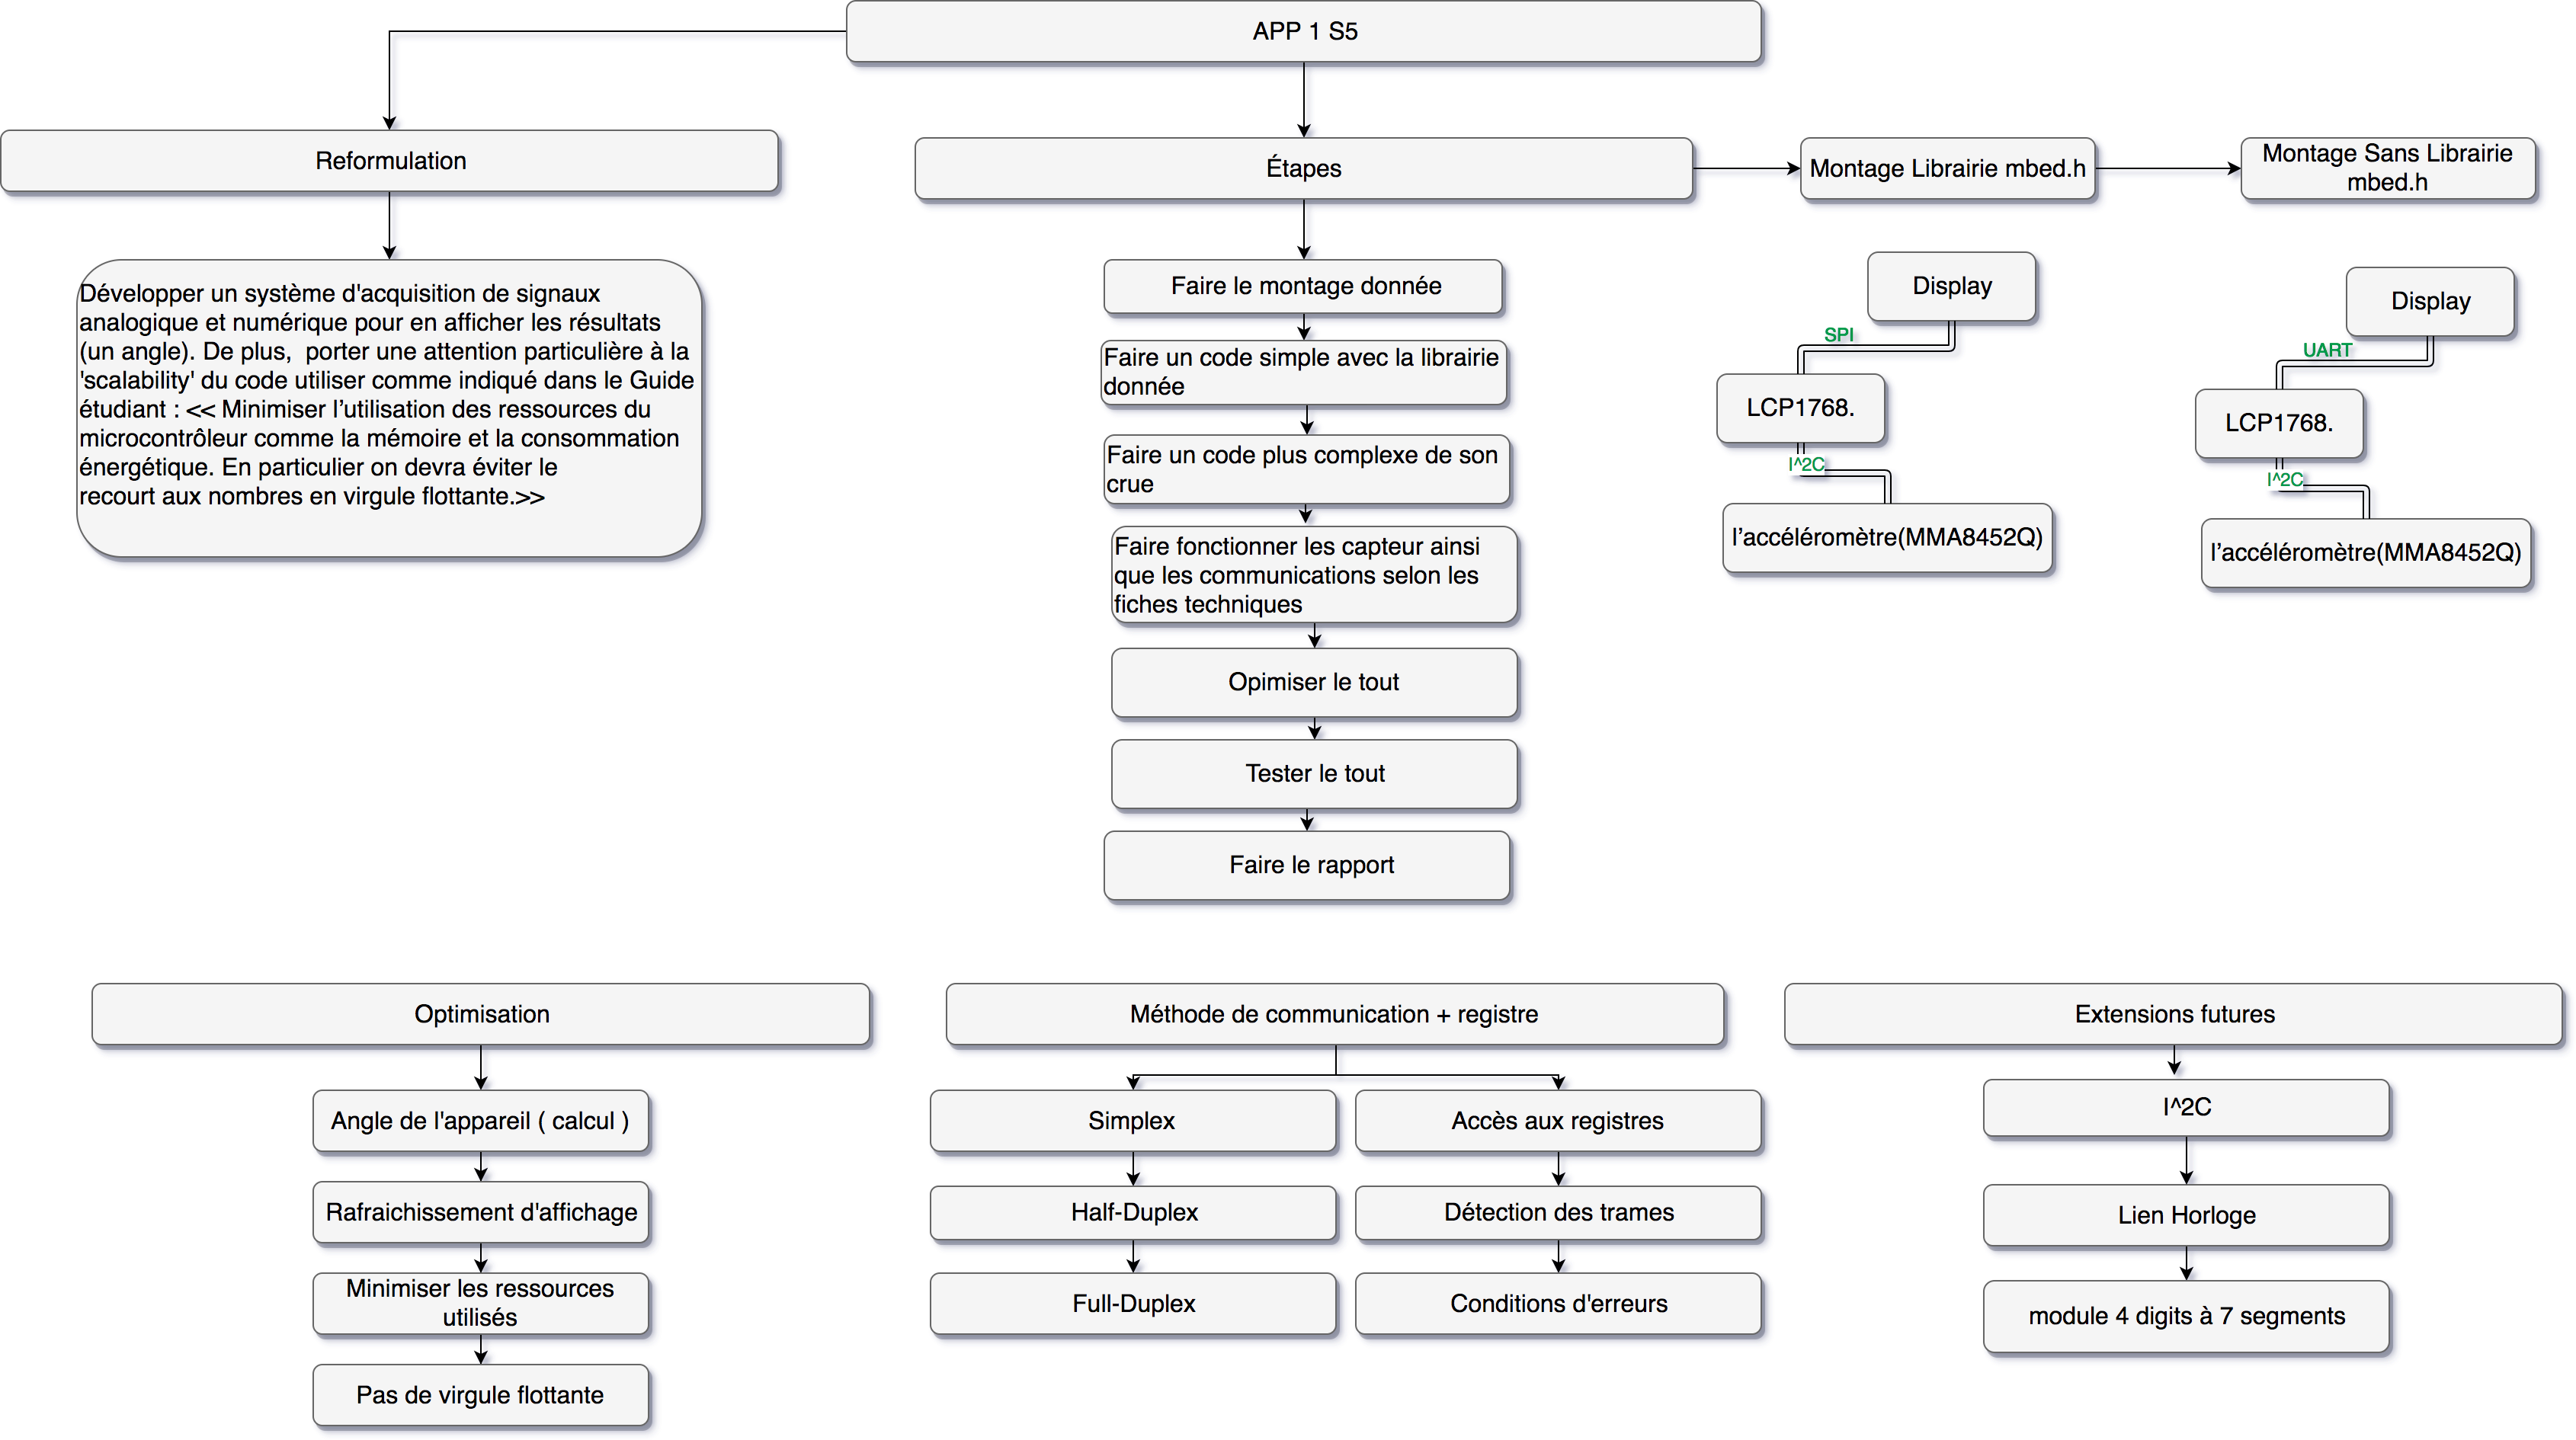 APP 1 S5
Reformulation
Étapes
Montage Librairie mbed.h
Montage Sans Librairie
mbed.h
Développer un système d'acquisition de signaux
analogique et numérique pour en afficher les résultats
(un angle). De plus,  porter une attention particulière à la
'scalability' du code utiliser comme indiqué dans le Guide
étudiant : << Minimiser l’utilisation des ressources du
microcontrôleur comme la mémoire et la consommation
énergétique. En particulier on devra éviter le
recourt aux nombres en virgule flottante.>>
Faire le montage donnée
Faire un code simple avec la librairie
donnée
Faire un code plus complexe de son
crue
Faire fonctionner les capteur ainsi
que les communications selon les
fiches techniques
Opimiser le tout
Tester le tout
Faire le rapport
Display
SPI
LCP1768.
I^2C
l’accéléromètre(MMA8452Q)
Display
UART
LCP1768.
I^2C
l’accéléromètre(MMA8452Q)
Optimisation
Angle de l'appareil ( calcul )
Rafraichissement d'affichage
Minimiser les ressources
utilisés
Pas de virgule flottante
Méthode de communication + registre
Simplex
Half-Duplex
Full-Duplex
Accès aux registres
Détection des trames
Conditions d'erreurs
Extensions futures
I^2C
Lien Horloge
module 4 digits à 7 segments